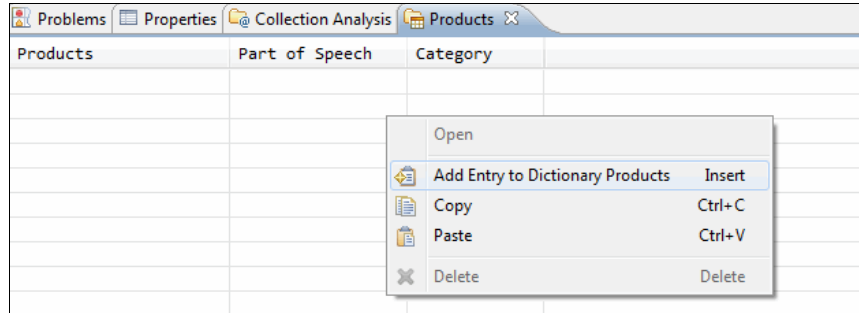 Problems Properties Collection Analysis Products
Products Part of Speech Category
Open
Add Entry to Dictionary Products Insert
Copy Ctrl+C
Paste Ctrl+V
Delete Delete